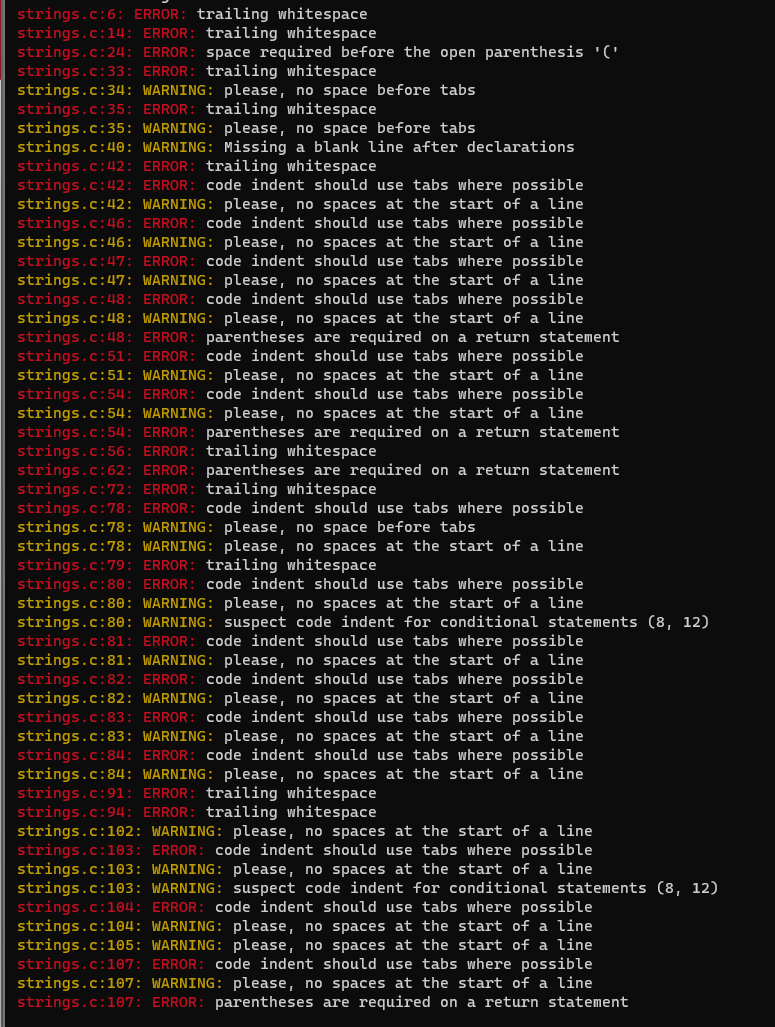 strings.c:6: ERROR: trailing whitespace
strings.c:14: ERROR: trailing whitespace
strings.c:24: ERROR: space required before the open parenthesis '('
strings.c:33: ERROR: trailing whitespace
strings.c:34: WARNING: please, no space before tabs
strings.c:35: ERROR: trailing whitespace
strings.c:35: WARNING: please, no space before tabs
strings.c:40: WARNING: Missing a blank line after declarations
strings.c:42: ERROR: trailing whitespace
strings.c:42: ERROR: code indent should use tabs where possible
strings.c:42: WARNING: please, no spaces at the start of a line
strings.c:46: ERROR: code indent should use tabs where possible
strings.c:46: WARNING: please, no spaces at the start of a line
strings.c:47: ERROR: code indent should use tabs where possible
strings.c:47: WARNING: please, no spaces at the start of a line
strings.c:48: ERROR: code indent should use tabs where possible
strings.c:48: WARNING: please, no spaces at the start of a line
strings.c:48: ERROR: parentheses are required on a return statement
strings.c:51: ERROR: code indent should use tabs where possible
strings.c:51: WARNING: please, no spaces at the start of a line
strings.c:54: ERROR: code indent should use tabs where possible
strings.c:54: WARNING: please, no spaces at the start of a line
strings.c:54: ERROR: parentheses are required on a return statement
strings.c:56: ERROR: trailing whitespace
strings.c:62: ERROR: parentheses are required on a return statement
strings.c:72: ERROR: trailing whitespace
strings.c:78: ERROR: code indent should use tabs where possible
strings.c:78: WARNING: please, no space before tabs
strings.c:78: WARNING: please, no spaces at the start of a line
strings.c:79: ERROR: trailing whitespace
strings.c:80: ERROR: code indent should use tabs where possible
strings.c:80: WARNING: please, no spaces at the start of a line
strings.c:80: WARNING: suspect code indent for conditional statements (8, 12)
strings.c:81: ERROR: code indent should use tabs where possible
strings.c:81: WARNING: please, no spaces at the start of a line
strings.c:82: ERROR: code indent should use tabs where possible
strings.c:82: WARNING: please, no spaces at the start of a line
strings.c:83: ERROR: code indent should use tabs where possible
strings.c:83: WARNING: please, no spaces at the start of a line
strings.c:84: ERROR: code indent should use tabs where possible
strings.c:84: WARNING: please, no spaces at the start of a line
strings.c:91: ERROR: trailing whitespace
strings.c:94: ERROR: trailing whitespace
strings.c:102: WARNING: please, no spaces at the start of a line
strings.c:103: ERROR: code indent should use tabs where possible
strings.c:103: WARNING: please, no spaces at the start of a line
strings.c:103: WARNING: suspect code indent for conditional statements (8, 12)
strings.c:104: ERROR: code indent should use tabs where possible
strings.c:104: WARNING: please, no spaces at the start of a line
strings.c:105: WARNING: please, no spaces at the start of a line
strings.c:107: ERROR: code indent should use tabs where possible
strings.c:107: WARNING: please, no spaces at the start of a line
strings.c:107: ERROR: parentheses are required on a return statement